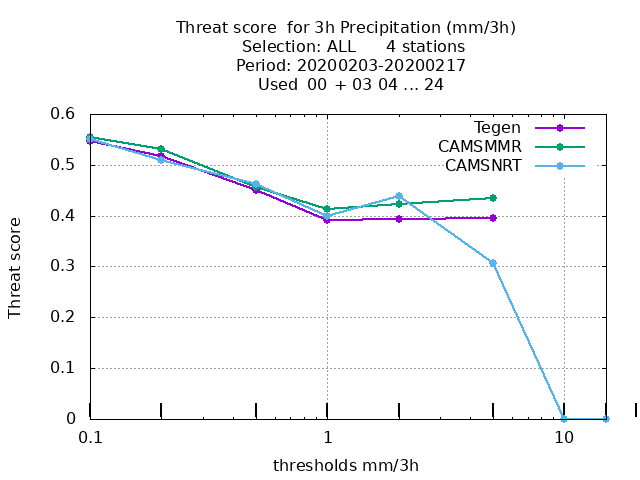 Threat score  for 3h Precipitation (mm/3h)
Selection: ALL      4 stations
Period: 20200203-20200217
Used  00  + 03 04 ... 24
Tegen
CAMSMMR
CAMSNRT
0.6
0.5
0.4
0.3
0.2
0.1
0
Threat score
0.1
1
10
thresholds mm/3h